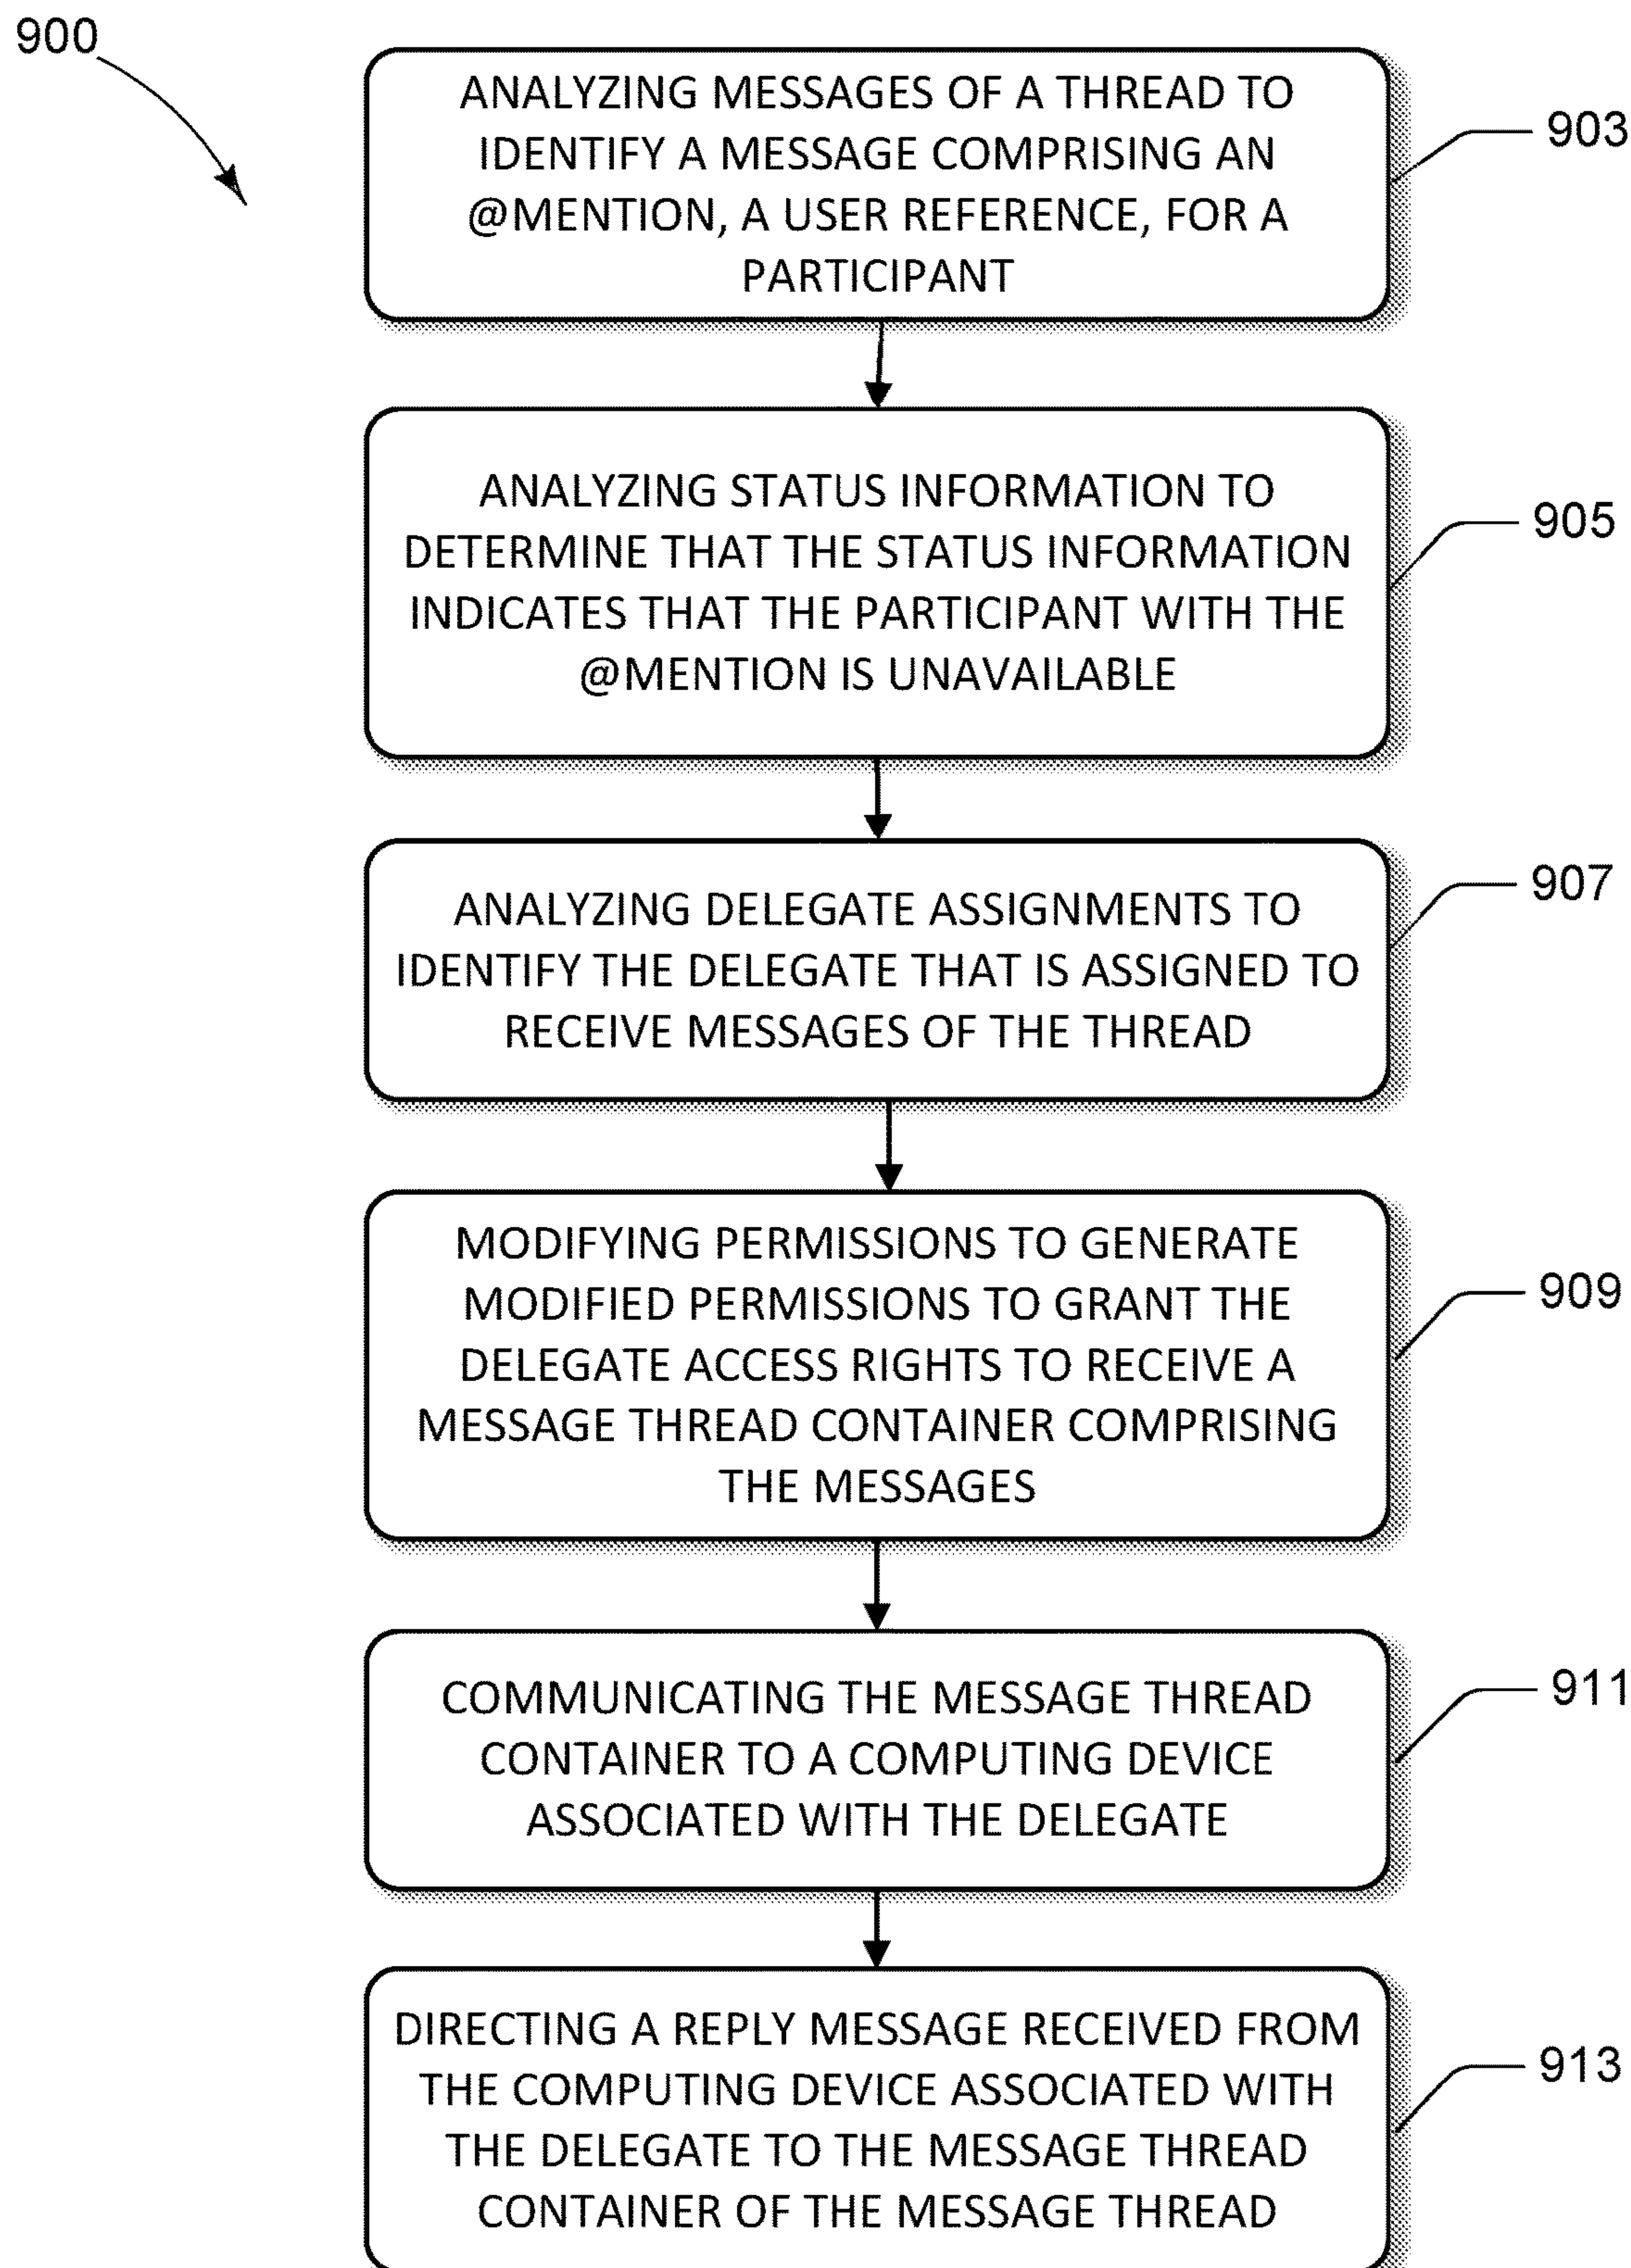 900
ANALYZING MESSAGES OF A THREAD TO
IDENTIFY A MESSAGE COMPRISING AN
@MENTION, A USER REFERENCE, FOR A
PARTICIPANT
903
ANALYZING STATUS INFORMATION TO
DETERMINE THAT THE STATUS INFORMATION
INDICATES THAT THE PARTICIPANT WITH THE
@MENTION IS UNAVAILABLE
905
ANALYZING DELEGATE ASSIGNMENTS TO
IDENTIFY THE DELEGATE THAT IS ASSIGNED TO
RECEIVE MESSAGES OF THE THREAD
907
MODIFYING PERMISSIONS TO GENERATE
MODIFIED PERMISSIONS TO GRANT THE
DELEGATE ACCESS RIGHTS TO RECEIVE A
MESSAGE THREAD CONTAINER COMPRISING
THE MESSAGES
909
COMMUNICATING THE MESSAGE THREAD
CONTAINER TO A COMPUTING DEVICE
ASSOCIATED WITH THE DELEGATE
911
DIRECTING A REPLY MESSAGE RECEIVED FROM
THE COMPUTING DEVICE ASSOCIATED WITH
THE DELEGATE TO THE MESSAGE THREAD
CONTAINER OF THE MESSAGE THREAD
913